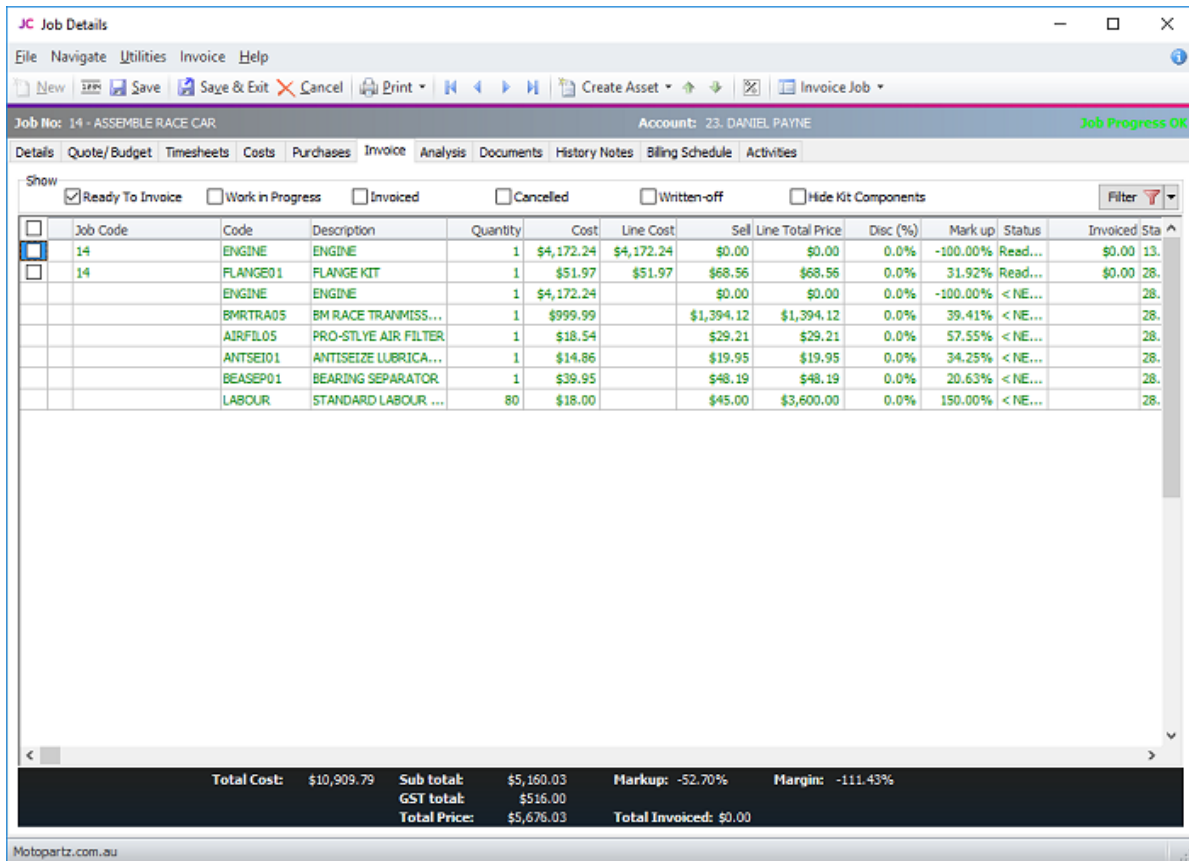 JC Job Details
File Navigate Utilities Invoice Help
New Save Save & Exit Cancel Print Create Asset Invoice Job
Job No: 14 - ASSEMBLE RACE CAR Account: 23. DANIEL PAYNE Job Progress OK
Details Quote/Budget Timesheets Costs Purchases Invoice Analysis Documents History Notes Billing Schedule Activities
Show
Ready To Invoice Work in Progress Invoiced Cancelled Written-off Hide Kit Components Filter
Job Code Code Description Quantity Cost Line Cost Sell Line Total Price Disc (%) Mark up Status Invoiced Sta
14 ENGINE ENGINE 1 $4,172.24 $4,172.24 $0.00 $0.00 0.0% -100.00% Read... $0.00 13.
14 FLANGE01 FLANGE KIT 1 $51.97 $51.97 $68.56 $68.56 0.0% 31.92% Read... $0.00 28.
ENGINE ENGINE 1 $4,172.24 $0.00 $0.00 0.0% -100.00% < NE... 28.
BMRTRA05 BM RACE TRANMISS... 1 $999.99 $1,394.12 $1,394.12 0.0% 39.41% < NE... 28.
AIRFIL05 PRO-STLYE AIR FILTER 1 $18.54 $29.21 $29.21 0.0% 57.55% < NE... 28.
ANTSEI01 ANTISEIZE LUBRICA... 1 $14.86 $19.95 $19.95 0.0% 34.25% < NE... 28.
BEASEP01 BEARING SEPARATOR 1 $39.95 $48.19 $48.19 0.0% 20.63% < NE... 28.
LABOUR STANDARD LABOUR ... 80 $18.00 $45.00 $3,600.00 0.0% 150.00% < NE... 28.
Total Cost: $10,909.79 Sub total: $5,160.03 Markup: -52.70% Margin: -111.43%
GST total: $516.00
Total Price: $5,676.03 Total Invoiced: $0.00
Motopartz.com.au